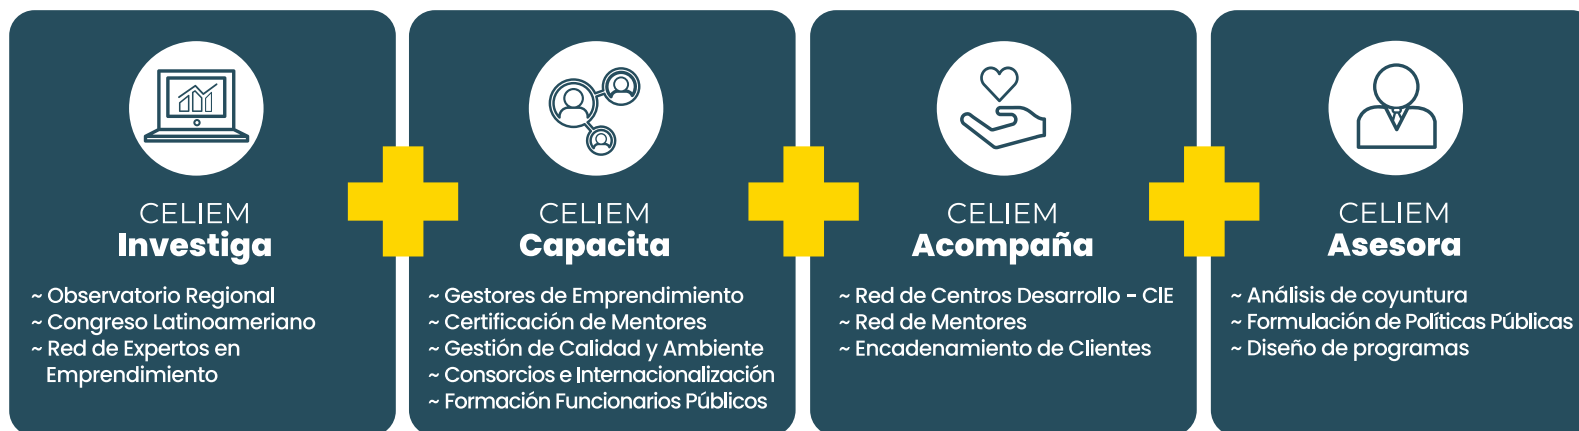 CELIEM
Investiga
~ Observatorio Regional
~ Congreso Latinoameriano
~ Red de Expertos en
Emprendimiento
CELIEM
Capacita
~ Gestores de Emprendimiento
~ Certificación de Mentores
~ Gestión de Calidad y Ambiente
~ Consorcios e Internacionalización
~ Formación Funcionarios Públicos
CELIEM
Acompaña
~ Red de Centros Desarrollo - CIE
~ Red de Mentores
~ Encadenamiento de Clientes
CELIEM
Asesora
~ Análisis de coyuntura
~ Formulación de Políticas Públicas
~ Diseño de programas